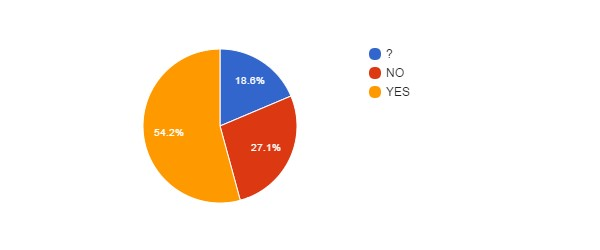 ?
NO
YES
18.6%
27.1%
54.2%